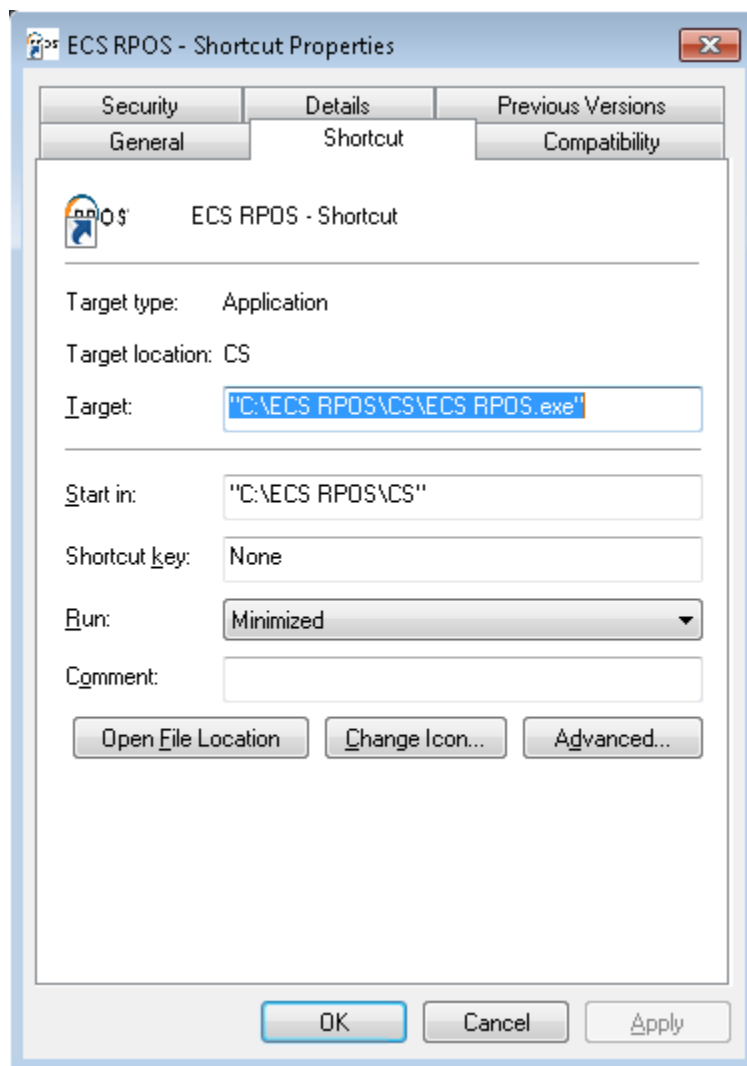 ECS RPOS - Shortcut Properties
Security Details Previous Versions
General Shortcut Compatibility
ECS RPOS - Shortcut
Target type: Application
Target location: CS
Target: "C:\ECS RPOS\CS\ECS RPOS.exe"
Start in: "C:\ECS RPOS\CS"
Shortcut key: None
Run: Minimized
Comment:
Open File Location Change Icon... Advanced...
OK Cancel Apply